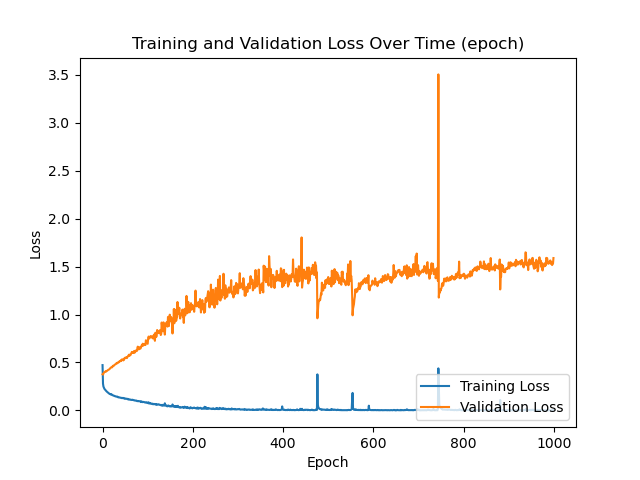 Training and Validation Loss Over Time (epoch)
3.5
3.0
2.5
2.0
1.5
1.0
0.5
0.0
Loss
Training Loss
Validation Loss
0
200
400
600
800
1000
Epoch